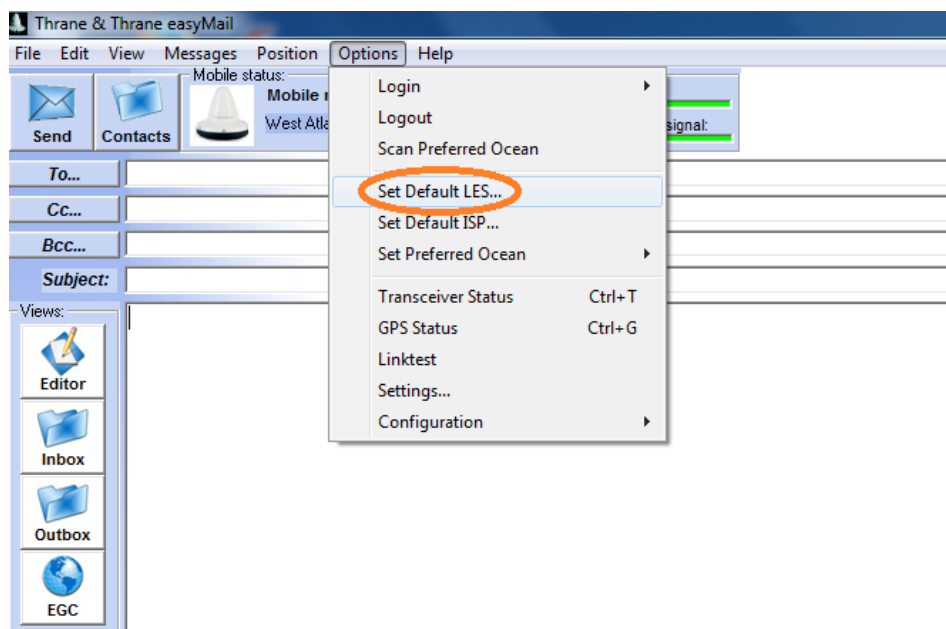 Thrane & Thrane easyMail
File Edit View Messages Position Options Help
Mobile status:
Mobile
West
signal:
Send
Contacts
Login
Logout
Scan Preferred Ocean
Set Default LES...
Set Default ISP...
Set Preferred Ocean
Transceiver Status Ctrl+T
GPS Status Ctrl+G
Linktest
Settings...
Configuration
To...
Cc...
Bcc...
Subject:
Views:
Editor
Inbox
Outbox
EGC